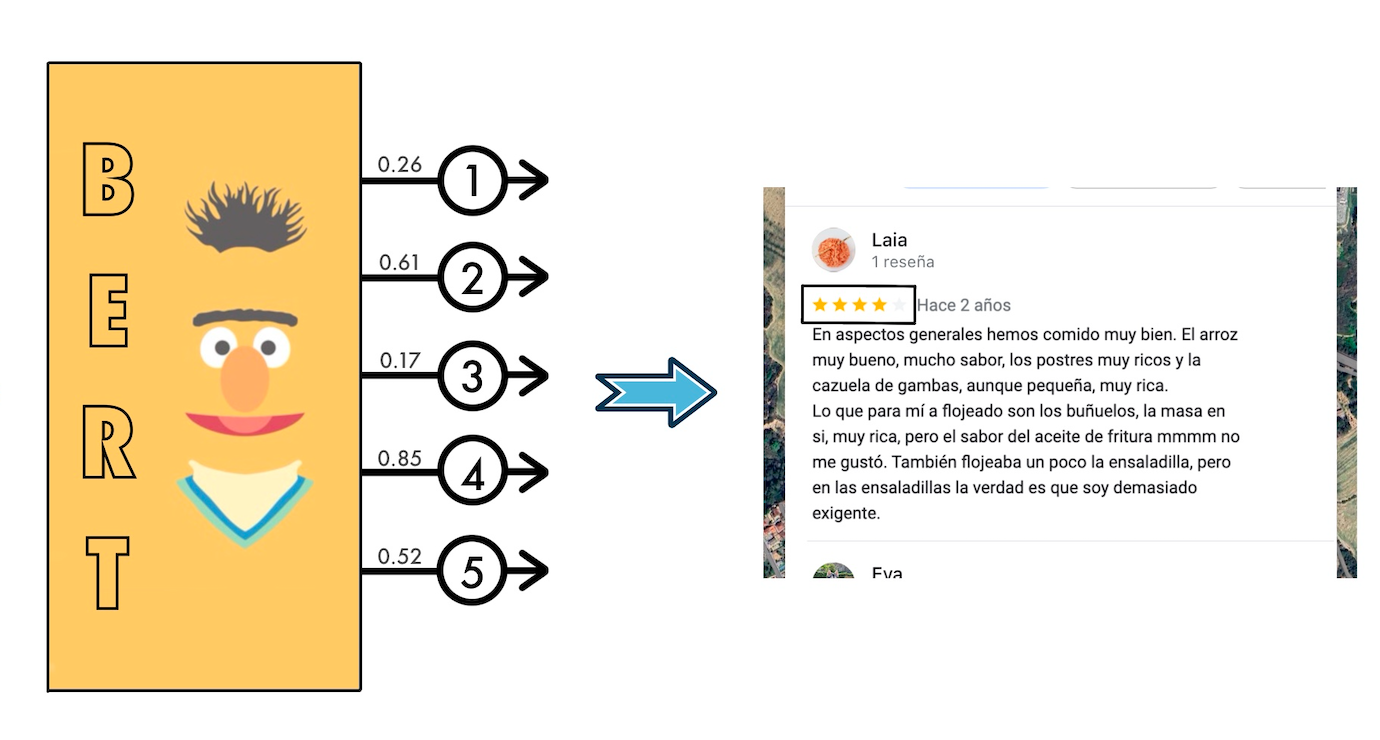 BERT
0.26
1
0.61
2
0.17
3
0.85
4
0.52
5
Laia
1 reseña
Hace 2 años
En aspectos generales hemos comido muy bien. El arroz
muy bueno, mucho sabor, los postres muy ricos y la
cazuela de gambas, aunque pequeña, muy rica.
Lo que para mí a flojeado son los buñuelos, la masa en
si, muy rica, pero el sabor del aceite de fritura mmmm no
me gustó. También flojeaba un poco la ensaladilla, pero
en las ensaladillas la verdad es que soy demasiado
exigente.
Eva